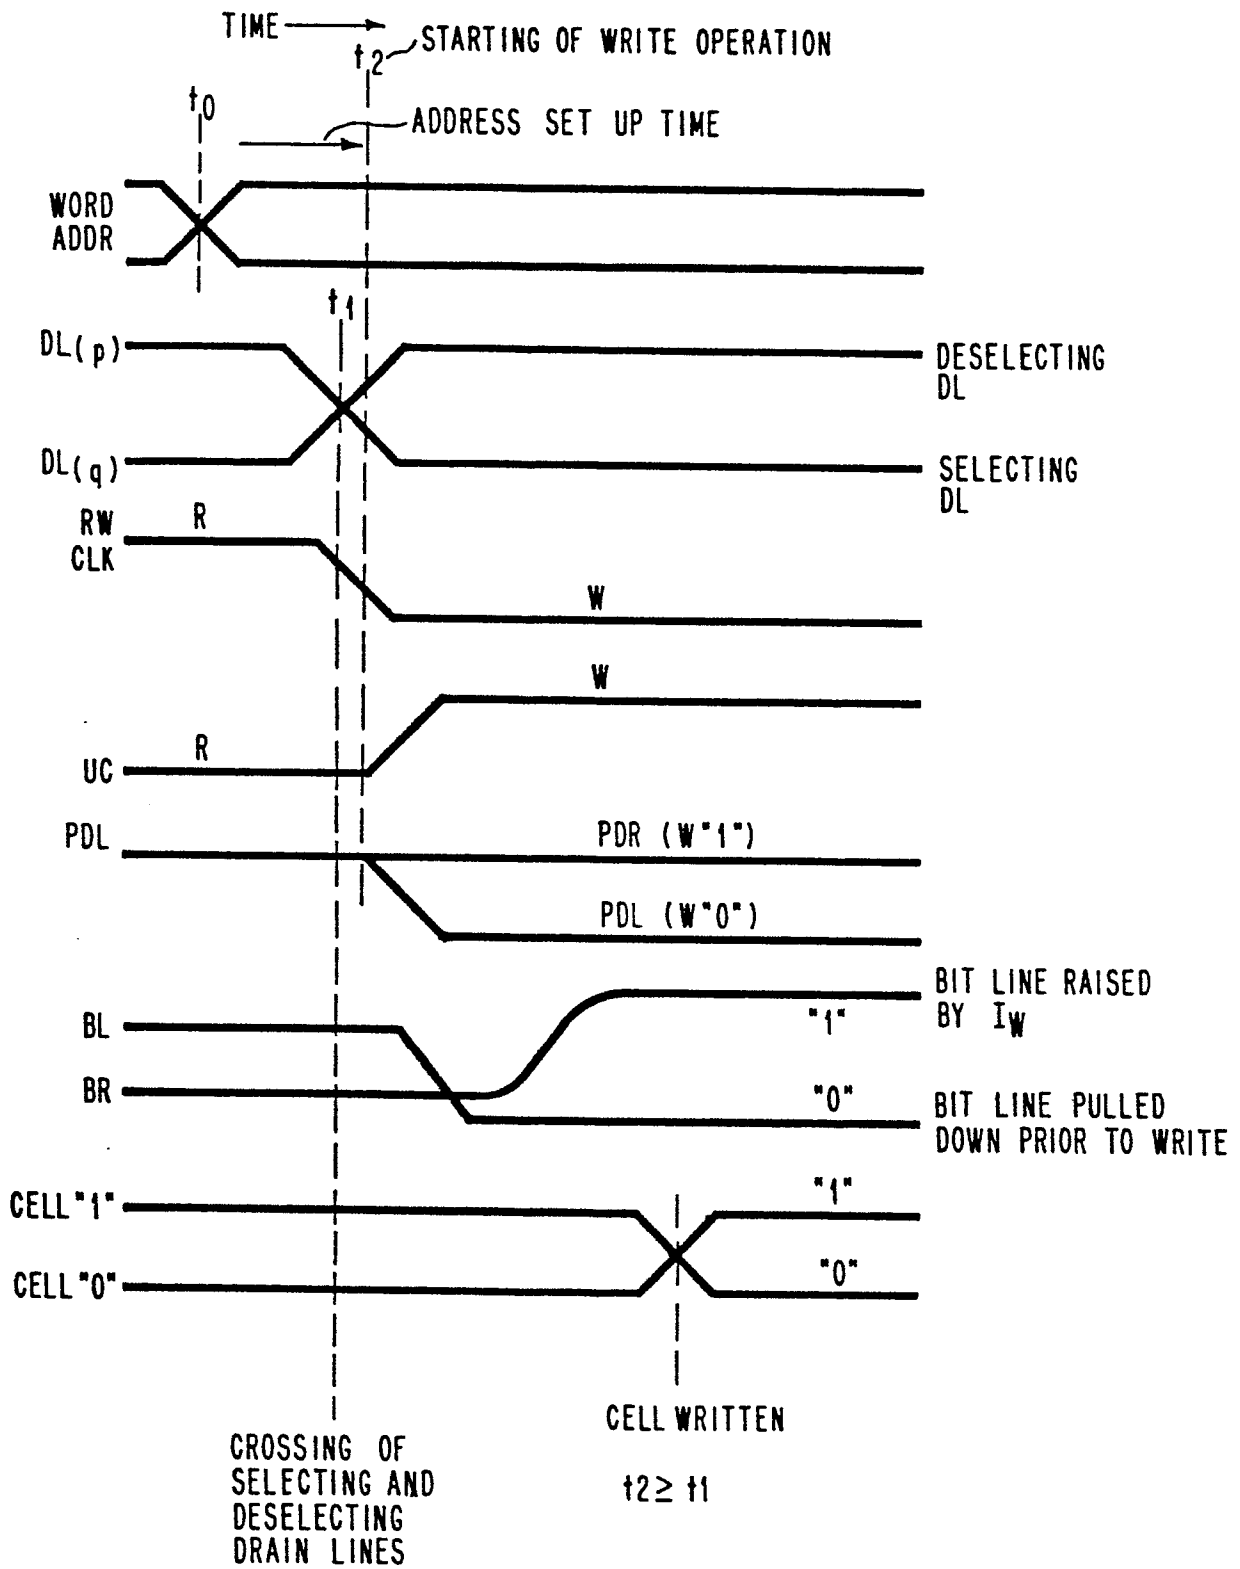 TIME
t2 STARTING OF WRITE OPERATION
t0
ADDRESS SET UP TIME
WORD
ADDR
t1
DL(p)
DESELECTING
DL
DL(q)
SELECTING
DL
RW
CLK
R
W
W
R
UC
PDL
PDR (W"1")
PDL (W"0")
BIT LINE RAISED
BY IW
BL
"1"
BR
"0"
BIT LINE PULLED
DOWN PRIOR TO WRITE
CELL"1"
"1"
CELL"0"
"0"
CELL WRITTEN
CROSSING OF
SELECTING AND
DESELECTING
DRAIN LINES
t2≥ t1